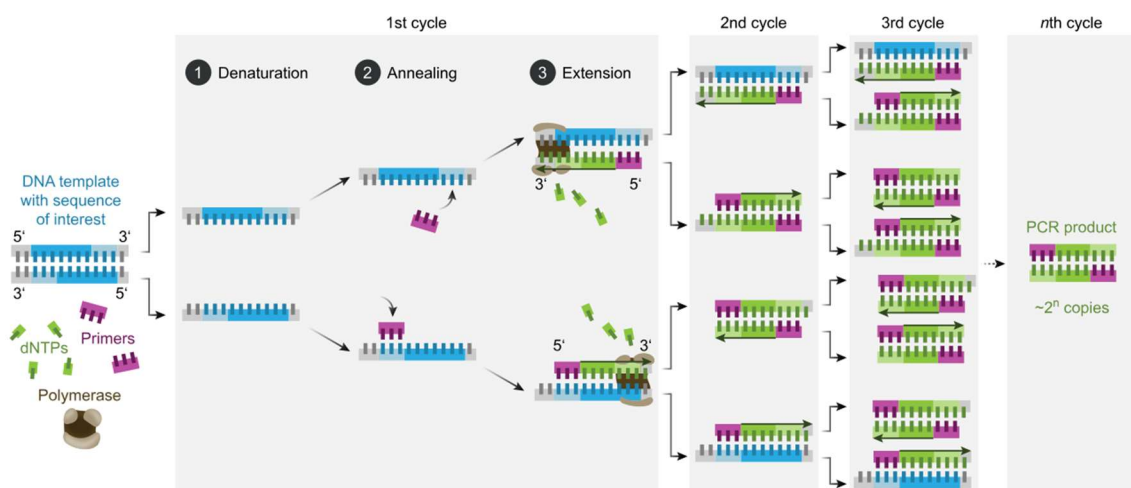 1st cycle
2nd cycle
3rd cycle
nth cycle
1 Denaturation
2 Annealing
3 Extension
DNA template
with sequence
of interest
5‘ 3‘
3‘ 5‘
dNTPs
Primers
Polymerase
3‘ 5‘
5‘ 3‘
PCR product
~2ⁿ copies